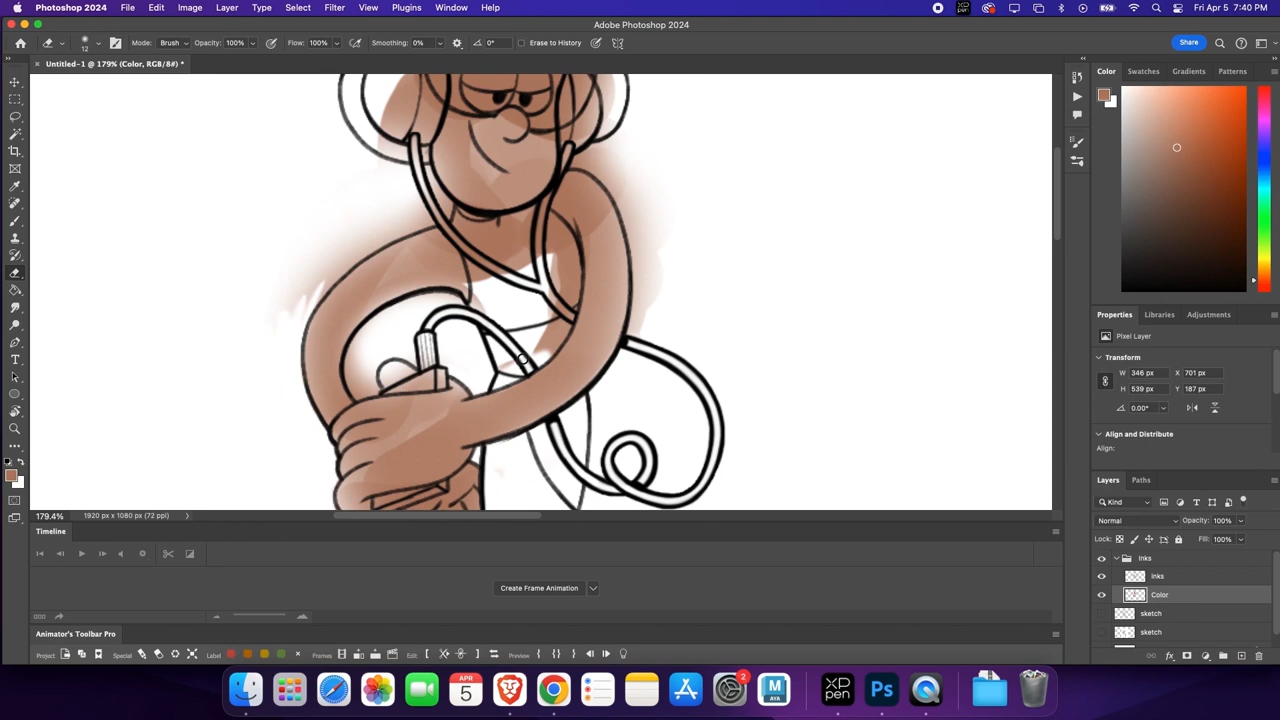 Photoshop 2024 File Edit Image Layer Type Select Filter View Plugins Window Help Fri Apr 5 7:40 PM
Adobe Photoshop 2024
12 Mode: Brush Opacity: 100% Flow: 100% Smoothing: 0% 0° Erase to History Share
Untitled-1 @ 179% (Color, RGB/8#) *
Color Swatches Gradients Patterns
Properties Libraries Adjustments
Pixel Layer
Transform
W 346 px X 701 px
H 539 px Y 187 px
0.00°
Align and Distribute
Align:
Layers Paths
Kind
179.4% 1920 px x 1080 px (72 ppi)
Normal Opacity: 100%
Timeline
Lock: Fill: 100%
Inks
Inks
Create Frame Animation
Color
sketch
sketch
Animator's Toolbar Pro
Project Special Label Frames Edit Preview
APR
5
2
XP
PEN
Ps
M
AYA